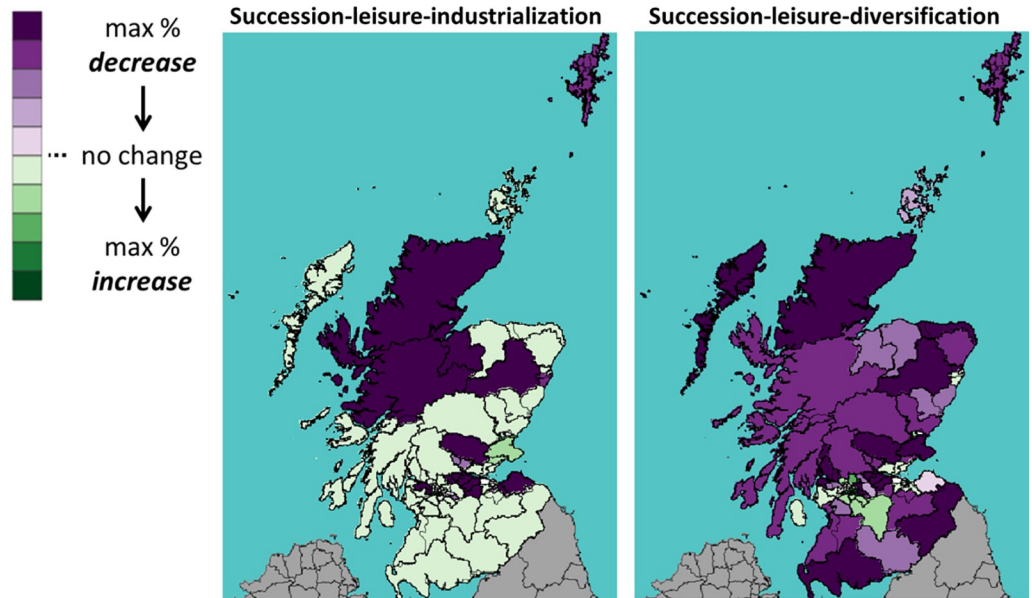 Succession-leisure-industrialization
Succession-leisure-diversification
max %
decrease
... no change
max %
increase